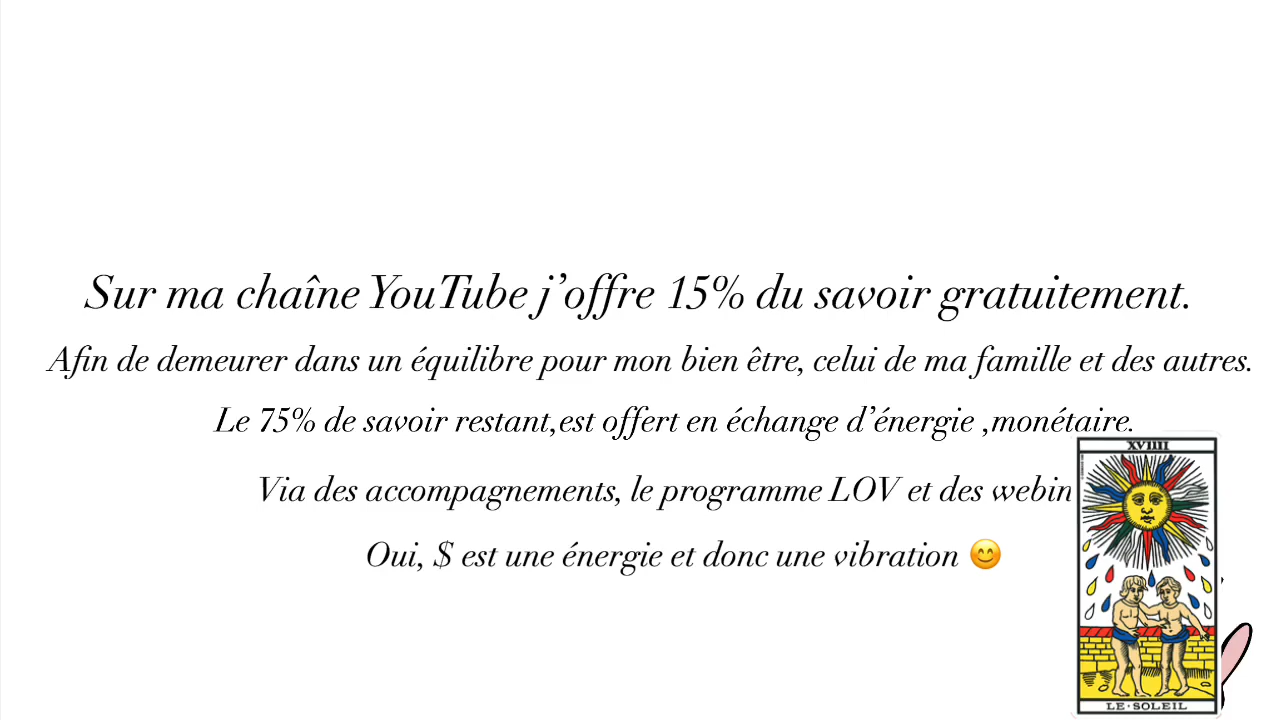 Sur ma chaîne YouTube j’offre 15% du savoir gratuitement.
Afin de demeurer dans un équilibre pour mon bien être, celui de ma famille et des autres.
Le 75% de savoir restant,est offert en échange d’énergie ,monétaire.
Via des accompagnements, le programme LOV et des webin
Oui, $ est une énergie et donc une vibration 😊
XVIIII
LE·SOLEIL